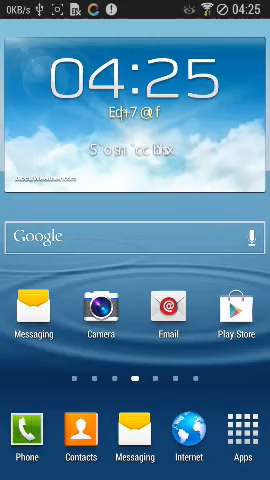 0KB/s 04:25
04:25
AccuWeather.com
Google
Messaging Camera Email Play Store
Phone Contacts Messaging Internet Apps